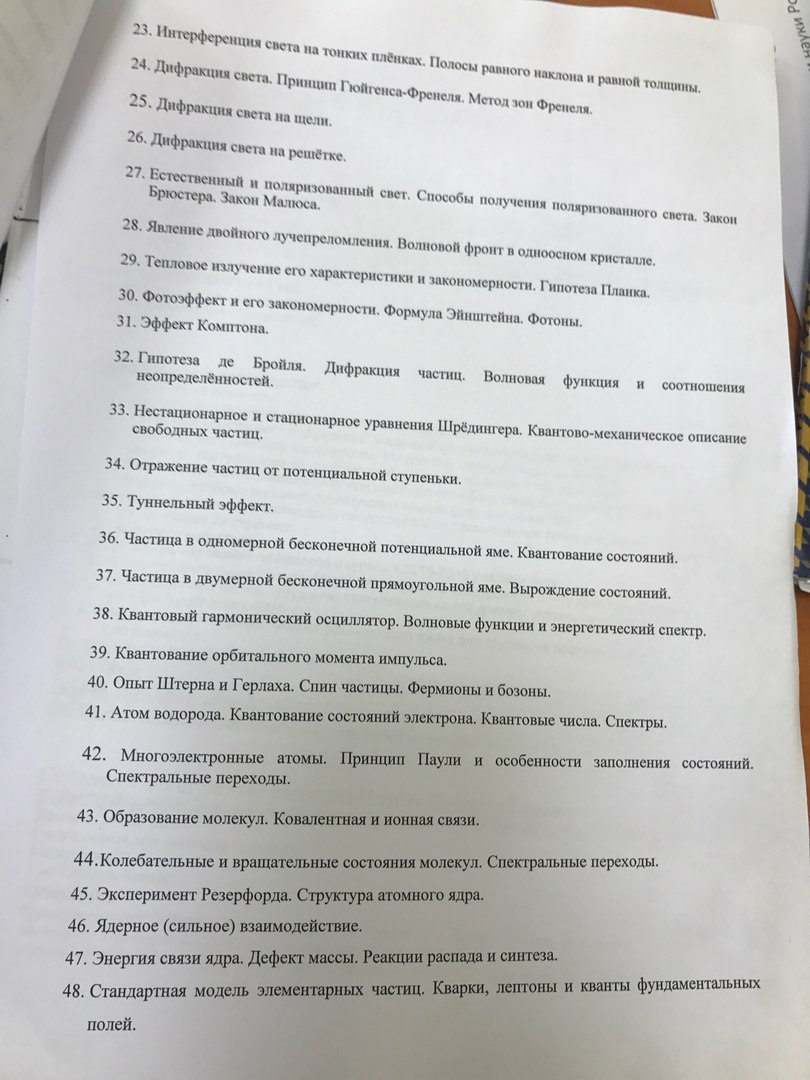 23. Интерференция света на тонких плёнках. Полосы равного наклона и равной толщины.
24. Дифракция света. Принцип Гюйгенса-Френеля. Метод зон Френеля.
25. Дифракция света на щели.
26. Дифракция света на решётке.
27. Естественный и поляризованный свет. Способы получения поляризованного света. Закон
Брюстера. Закон Малюса.
28. Явление двойного лучепреломления. Волновой фронт в одноосном кристалле.
29. Тепловое излучение его характеристики и закономерности. Гипотеза Планка.
30. Фотоэффект и его закономерности. Формула Эйнштейна. Фотоны.
31. Эффект Комптона.
32. Гипотеза де Бройля. Дифракция частиц. Волновая функция и соотношения
неопределённостей.
33. Нестационарное и стационарное уравнения Шрёдингера. Квантово-механическое описание
свободных частиц.
34. Отражение частиц от потенциальной ступеньки.
35. Туннельный эффект.
36. Частица в одномерной бесконечной потенциальной яме. Квантование состояний.
37. Частица в двумерной бесконечной прямоугольной яме. Вырождение состояний.
38. Квантовый гармонический осциллятор. Волновые функции и энергетический спектр.
39. Квантование орбитального момента импульса.
40. Опыт Штерна и Герлаха. Спин частицы. Фермионы и бозоны.
41. Атом водорода. Квантование состояний электрона. Квантовые числа. Спектры.
42. Многоэлектронные атомы. Принцип Паули и особенности заполнения состояний.
Спектральные переходы.
43. Образование молекул. Ковалентная и ионная связи.
44.Колебательные и вращательные состояния молекул. Спектральные переходы.
45. Эксперимент Резерфорда. Структура атомного ядра.
46. Ядерное (сильное) взаимодействие.
47. Энергия связи ядра. Дефект массы. Реакции распада и синтеза.
48. Стандартная модель элементарных частиц. Кварки, лептоны и кванты фундаментальных
полей.
науки